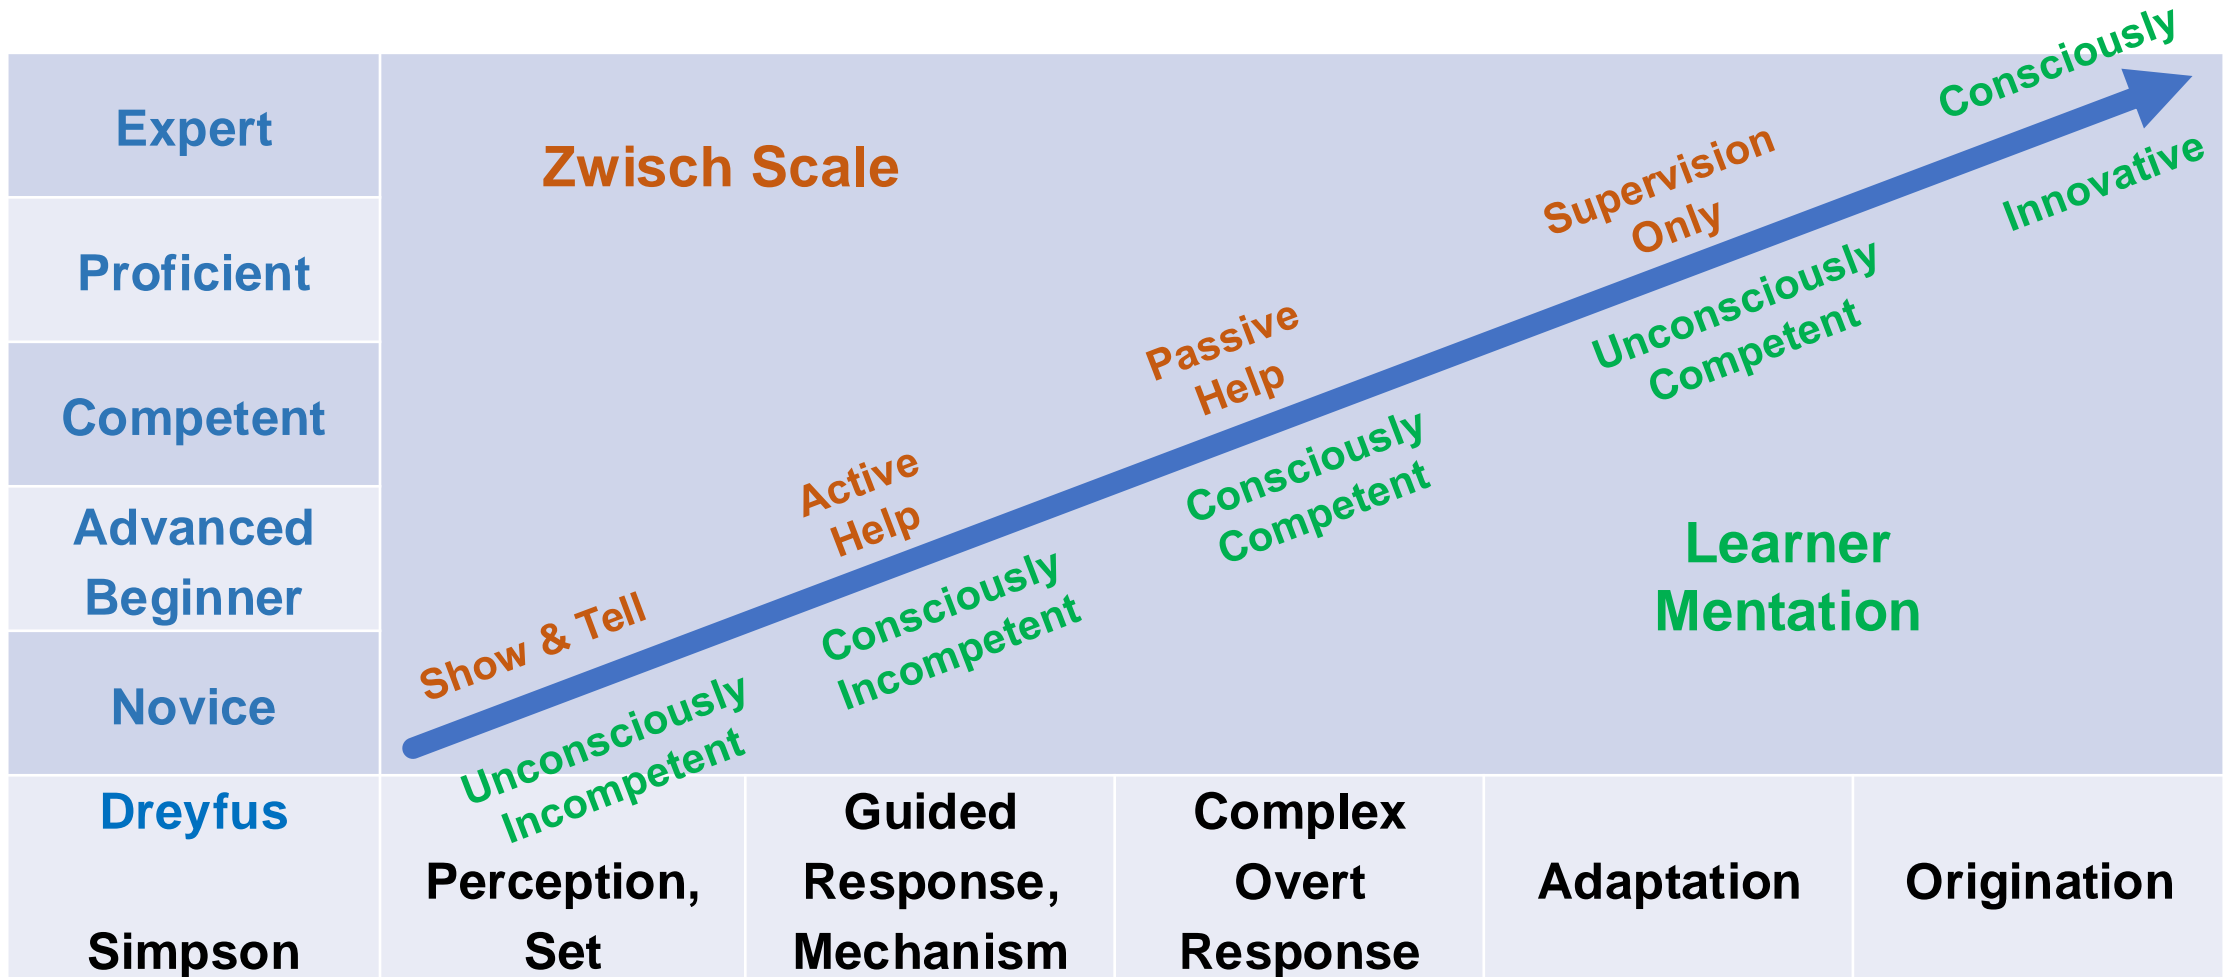 Expert
Proficient
Competent
Advanced
Beginner
Novice
Dreyfus
Simpson
Zwisch Scale
Show & Tell
Active
Help
Passive
Help
Supervision
Only
Consciously
Innovative
Unconsciously
Competent
Consciously
Competent
Consciously
Incompetent
Unconsciously
Incompetent
Learner
Mentation
Perception,
Set
Guided
Response,
Mechanism
Complex
Overt
Response
Adaptation
Origination